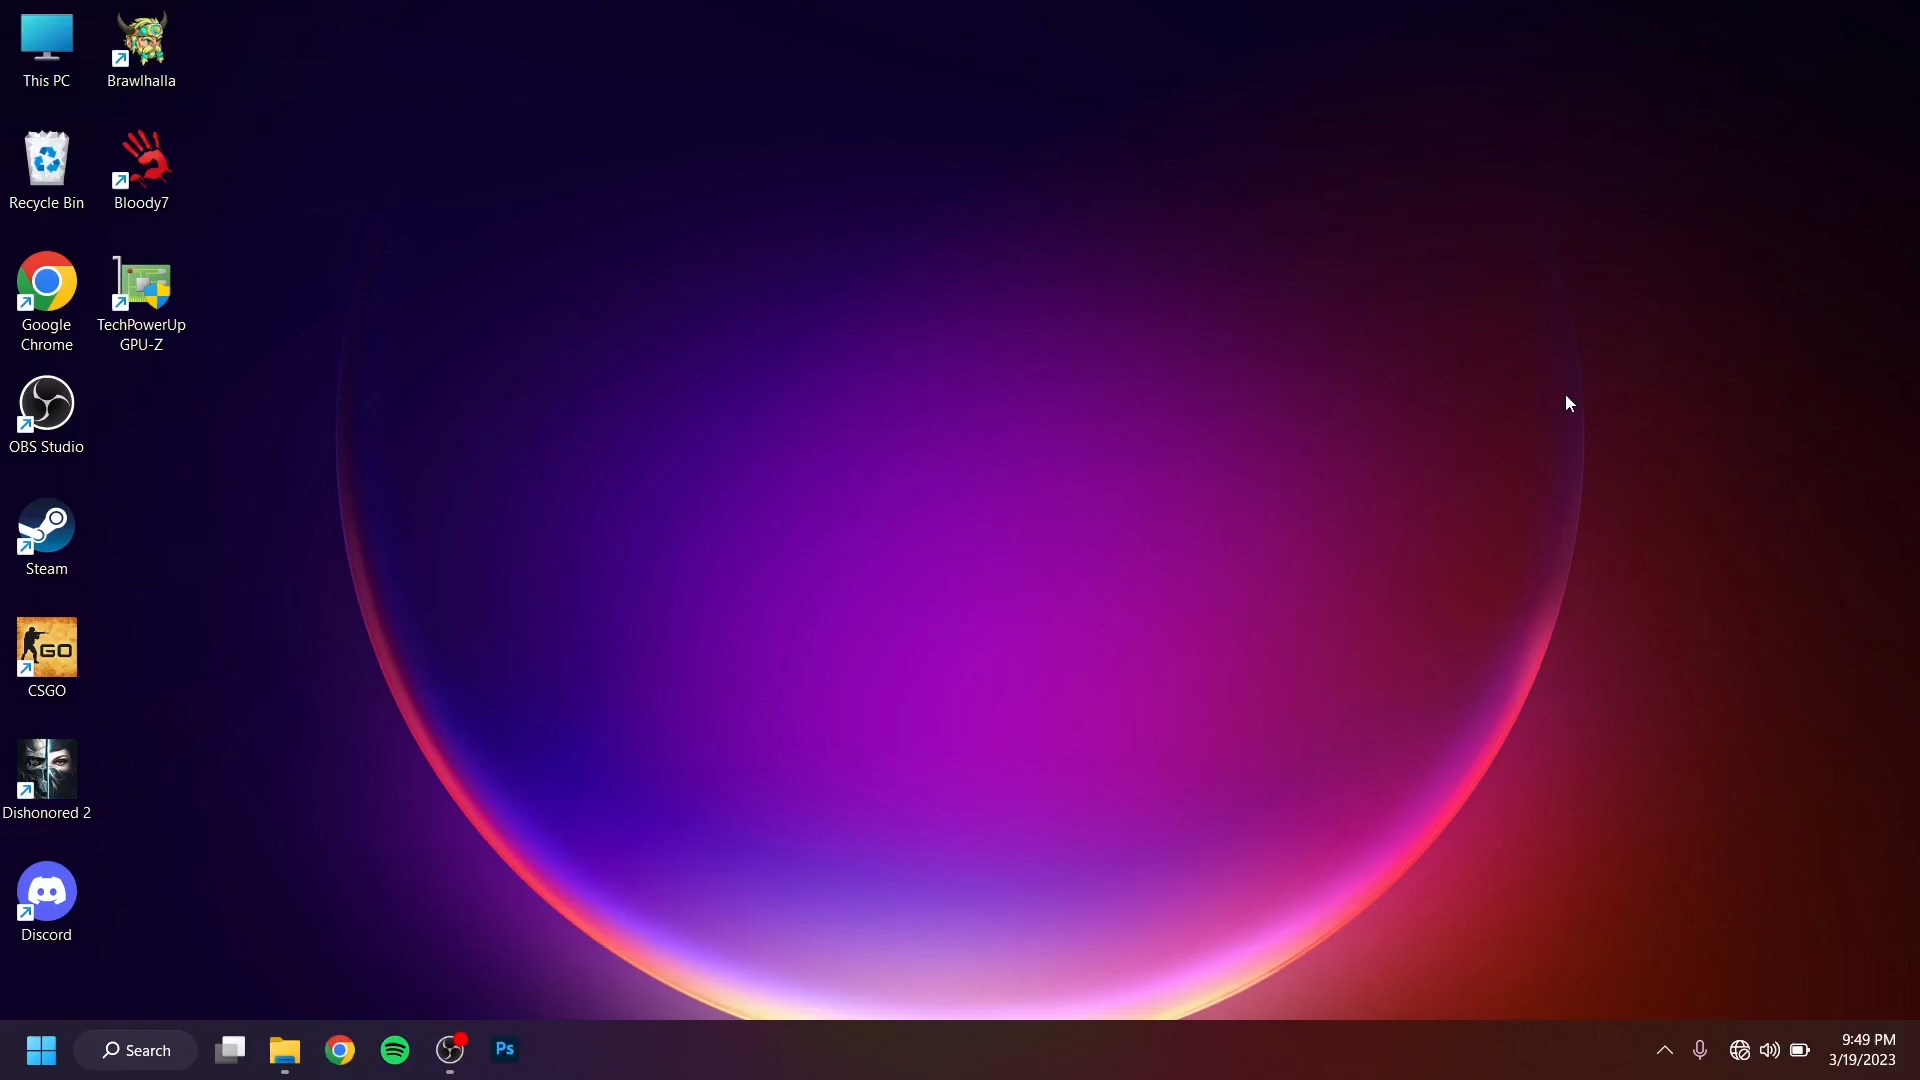 This PC
Brawlhalla
Recycle Bin
Bloody7
Google
Chrome
TechPowerUp
GPU-Z
OBS Studio
Steam
GO
CSGO
Dishonored 2
Discord
Search
Ps
9:49 PM
3/19/2023